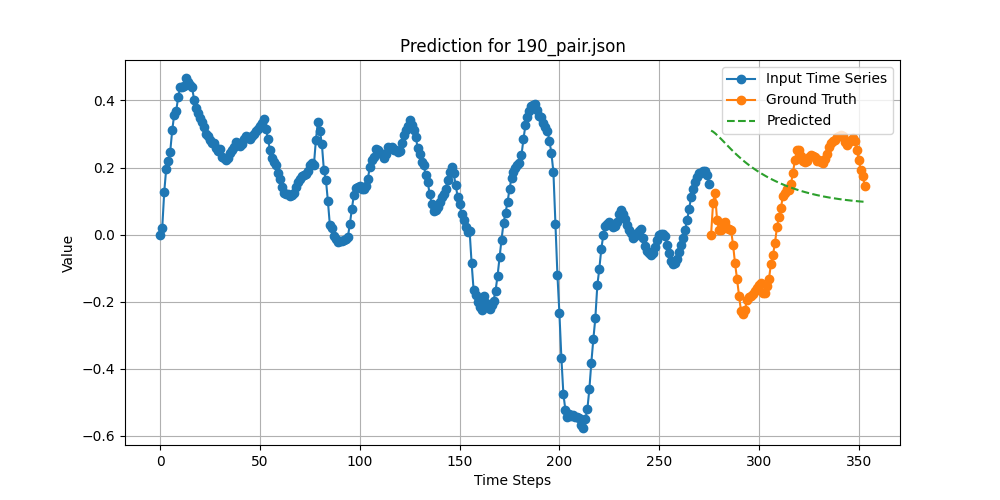 Prediction for 190_pair.json
Input Time Series
Ground Truth
Predicted
Value
0.4
0.2
0.0
−0.2
−0.4
−0.6
0 50 100 150 200 250 300 350
Time Steps